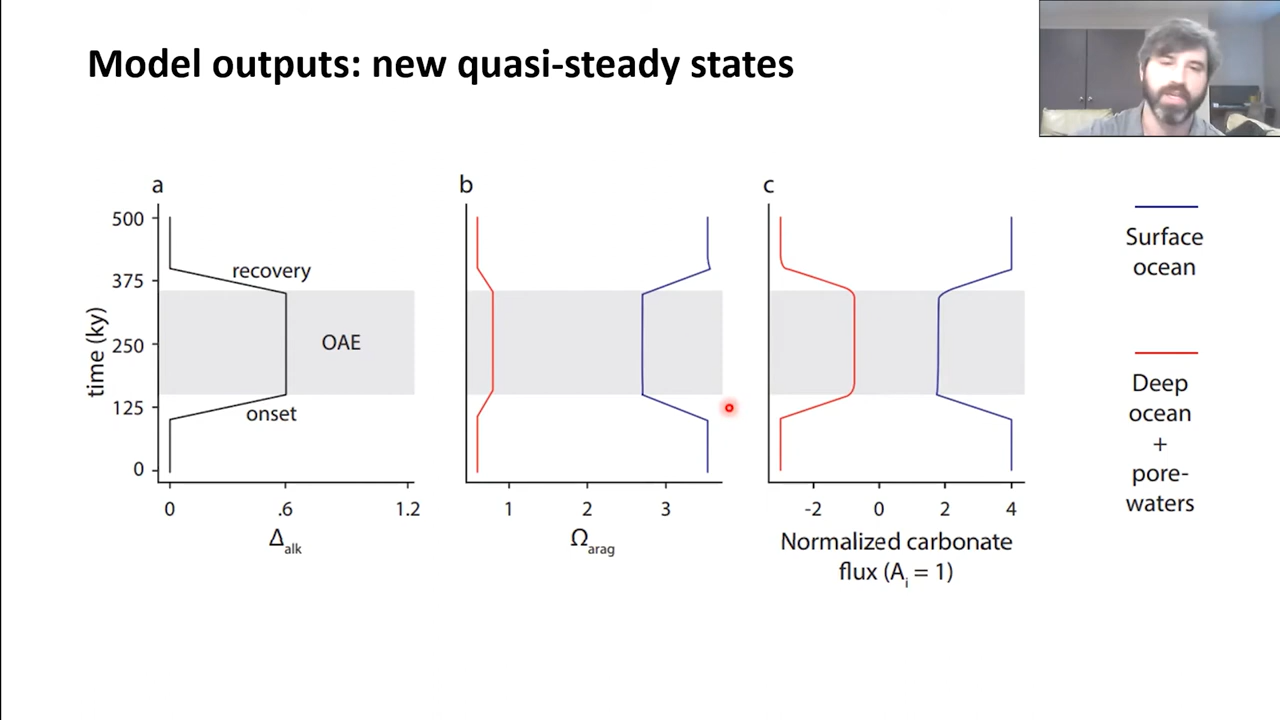 Model outputs: new quasi-steady states
a
500
375
250
125
0
time (ky)
recovery
OAE
onset
0 .6 1.2
Δalk
b
1 2 3
Ωarag
c
-2 0 2 4
Normalized carbonate
flux (Ai = 1)
Surface
ocean
Deep
ocean
+
pore-
waters